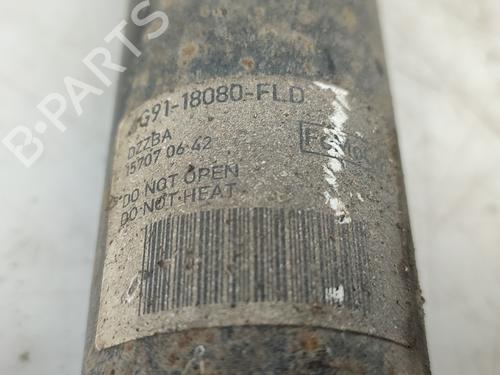 G91-18080-FLD
DZZBA
15707 06:42
DO NOT OPEN
DO NOT HEAT
B-PARTS